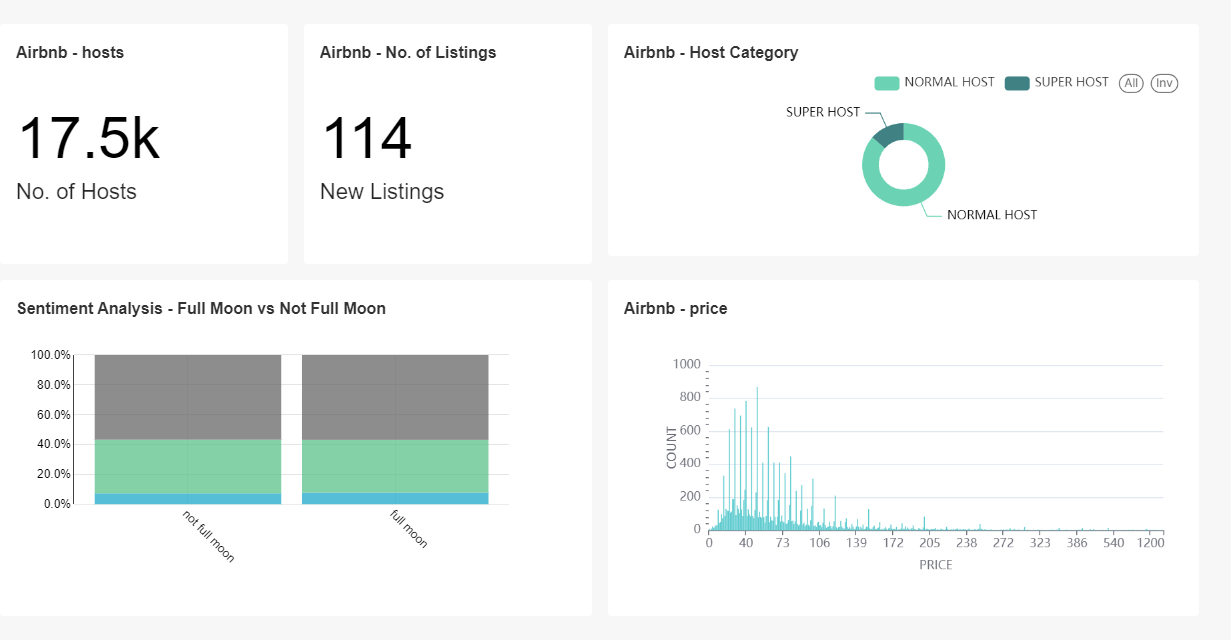 Airbnb - hosts
17.5k
No. of Hosts
Airbnb - No. of Listings
114
New Listings
Airbnb - Host Category
NORMAL HOST SUPER HOST All Inv
SUPER HOST
NORMAL HOST
Sentiment Analysis - Full Moon vs Not Full Moon
100.0%
80.0%
60.0%
40.0%
20.0%
0.0%
not full moon
full moon
Airbnb - price
COUNT
1000
800
600
400
200
0
0 40 73 106 139 172 205 238 272 323 386 540 1200
PRICE